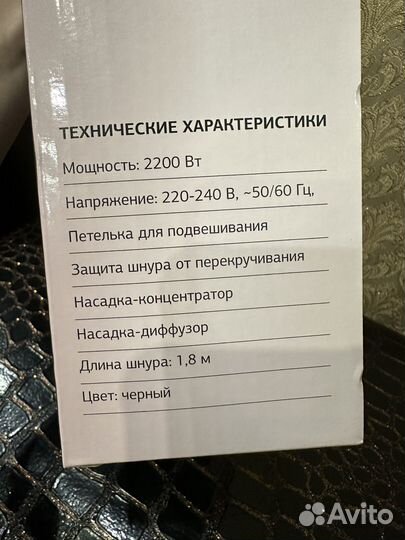 ТЕХНИЧЕСКИЕ ХАРАКТЕРИСТИКИ
Мощность: 2200 Вт
Напряжение: 220-240 В, ~50/60 Гц,
Петелька для подвешивания
Защита шнура от перекручивания
Насадка-концентратор
Насадка-диффузор
Длина шнура: 1,8 м
Цвет: черный
Avito